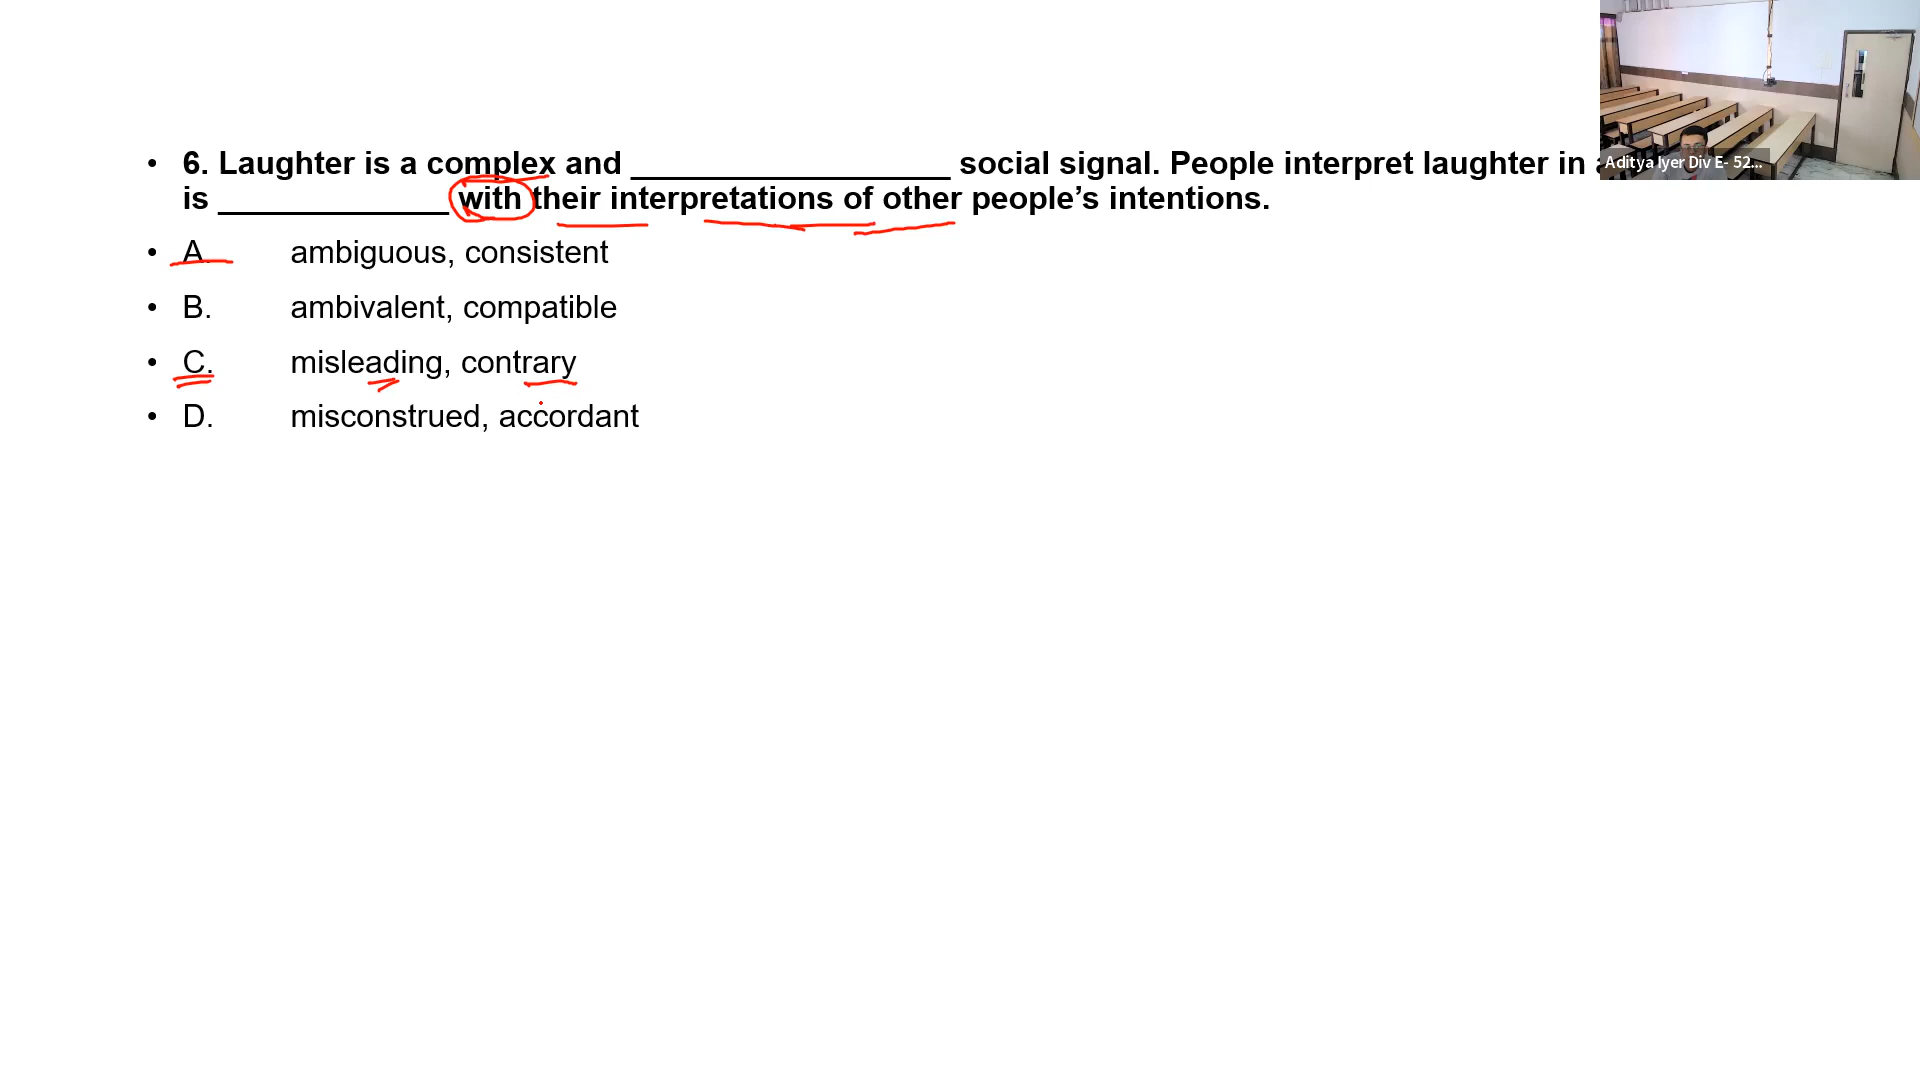 • 6. Laughter is a complex and __________________ social signal. People interpret laughter in
is _____________ with their interpretations of other people’s intentions.
• A. ambiguous, consistent
• B. ambivalent, compatible
• C. misleading, contrary
• D. misconstrued, accordant
Aditya Iyer Div E- 52...